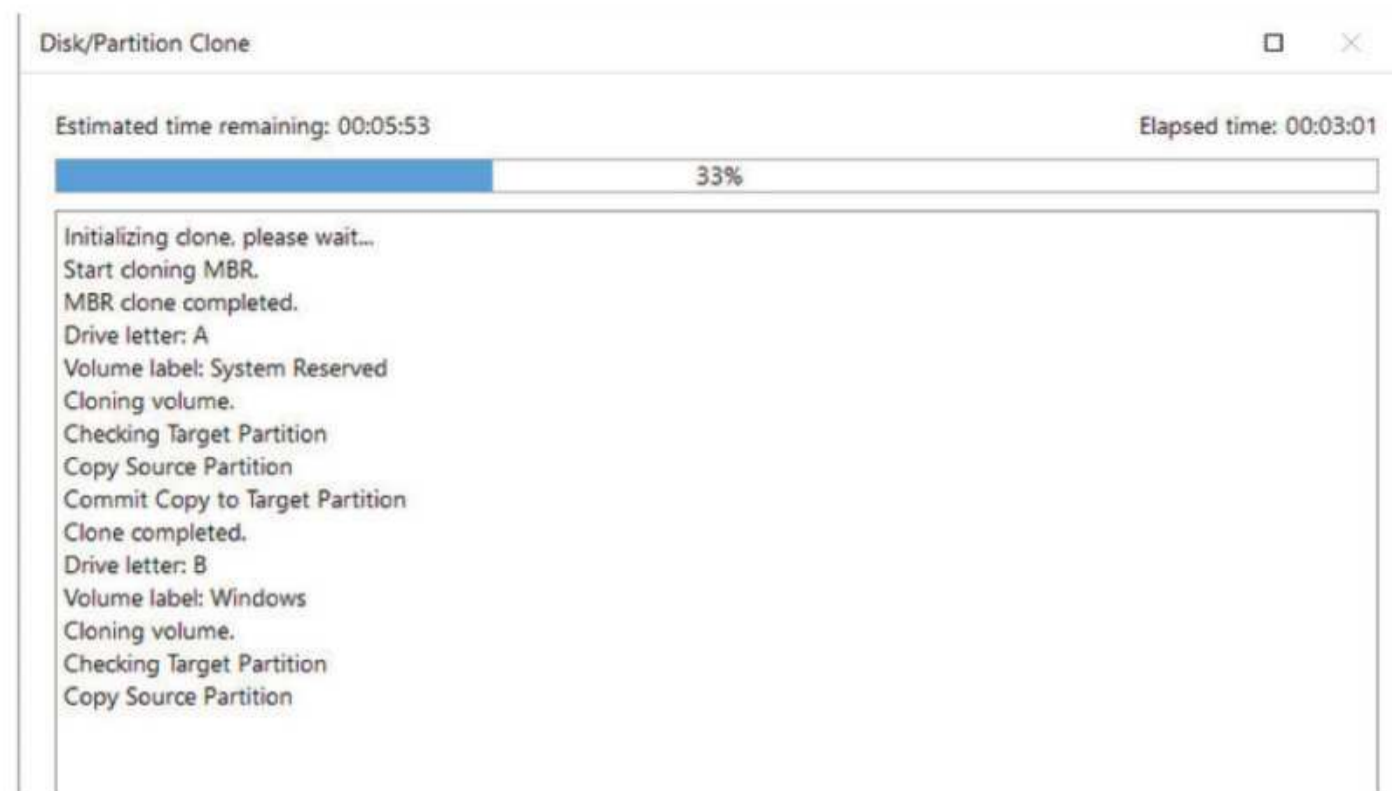 Disk/Partition Clone
Estimated time remaining: 00:05:53
Elapsed time: 00:03:01
33%
Initializing clone, please wait...
Start cloning MBR.
MBR clone completed.
Drive letter: A
Volume label: System Reserved
Cloning volume.
Checking Target Partition
Copy Source Partition
Commit Copy to Target Partition
Clone completed.
Drive letter: B
Volume label: Windows
Cloning volume.
Checking Target Partition
Copy Source Partition